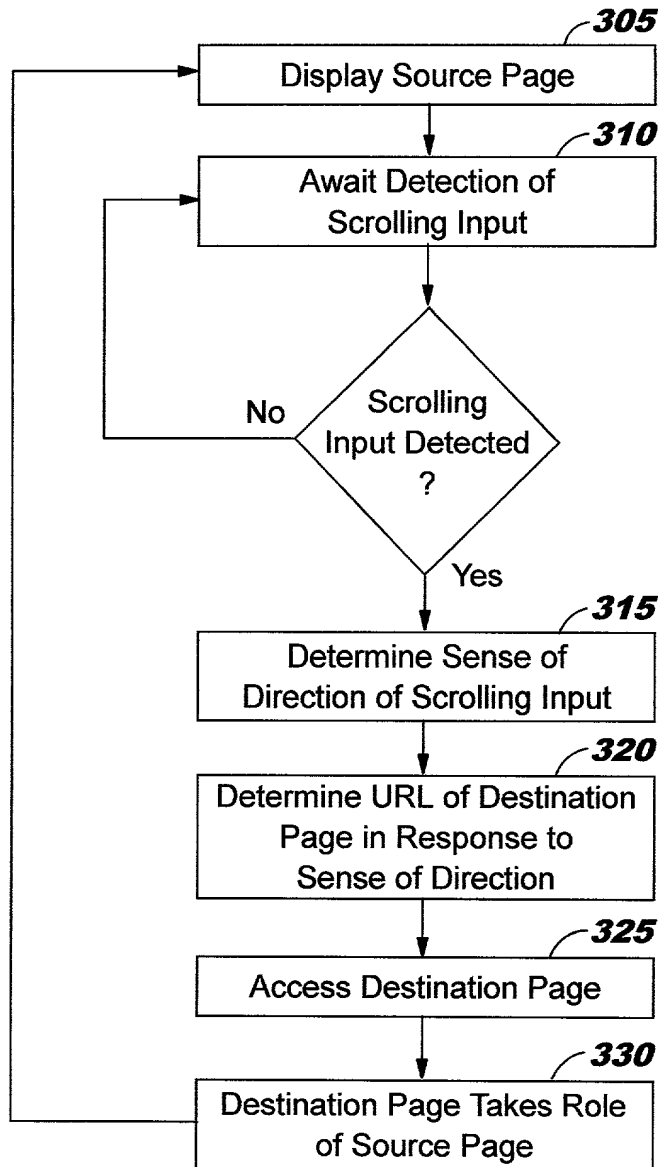 305
Display Source Page
310
Await Detection of
Scrolling Input
No
Scrolling
Input Detected
?
Yes
315
Determine Sense of
Direction of Scrolling Input
320
Determine URL of Destination
Page in Response to
Sense of Direction
325
Access Destination Page
330
Destination Page Takes Role
of Source Page